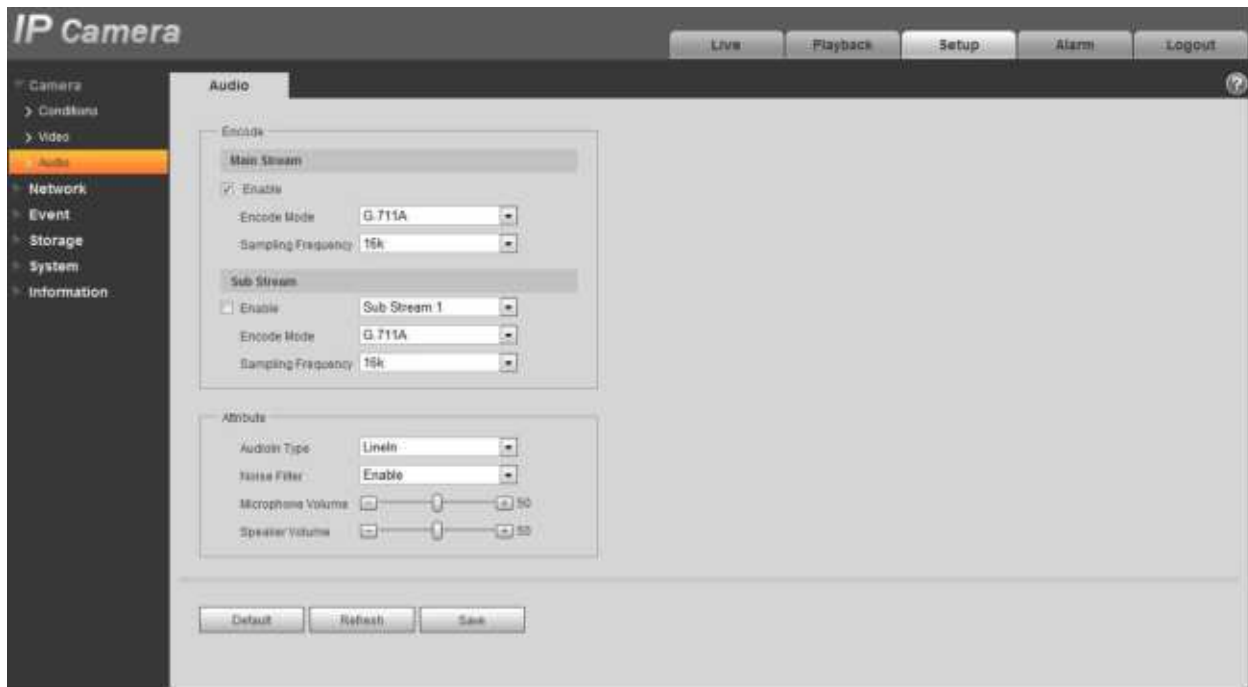 IP Camera
Live
Playback
Setup
Alarm
Logout
Camera
Conditions
Video
Audio
Network
Event
Storage
System
Information
Audio
?
Encode
Main Stream
Enable
Encode Mode G.711A
Sampling Frequency 16k
Sub Stream
Enable Sub Stream 1
Encode Mode G.711A
Sampling Frequency 16k
Attribute
AudioIn Type LineIn
Noise Filter Enable
Microphone Volume 50
Speaker Volume 50
Default
Refresh
Save